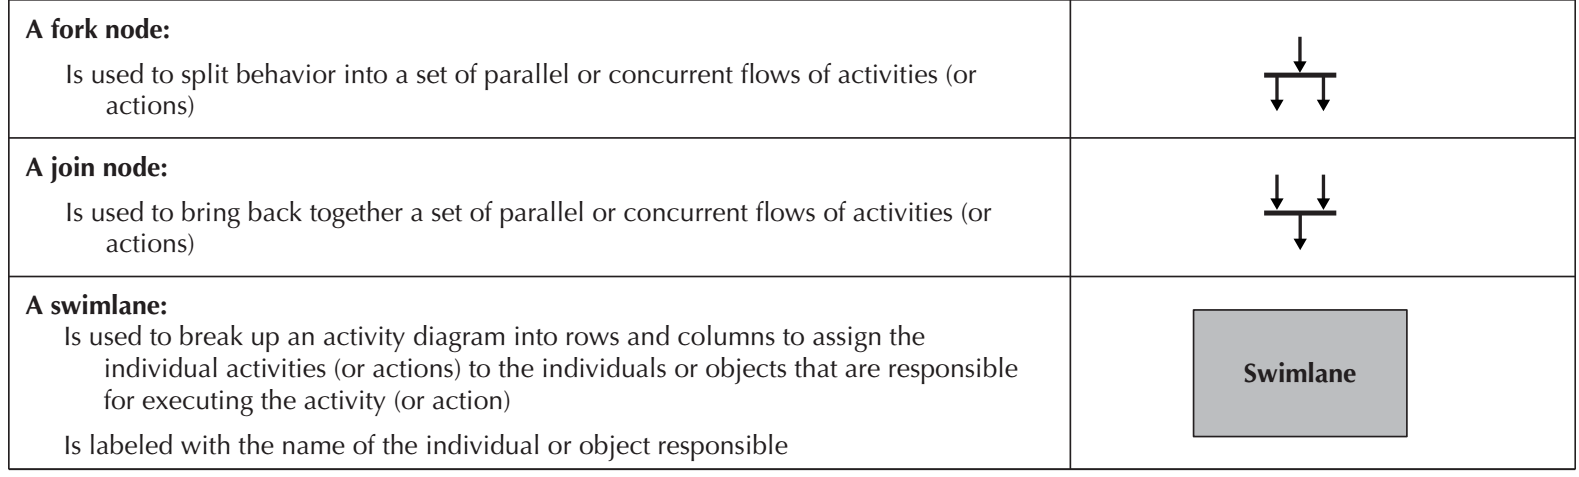 A fork node:
Is used to split behavior into a set of parallel or concurrent flows of activities (or
actions)
A join node:
Is used to bring back together a set of parallel or concurrent flows of activities (or
actions)
A swimlane:
Is used to break up an activity diagram into rows and columns to assign the
individual activities (or actions) to the individuals or objects that are responsible
for executing the activity (or action)
Is labeled with the name of the individual or object responsible
Swimlane